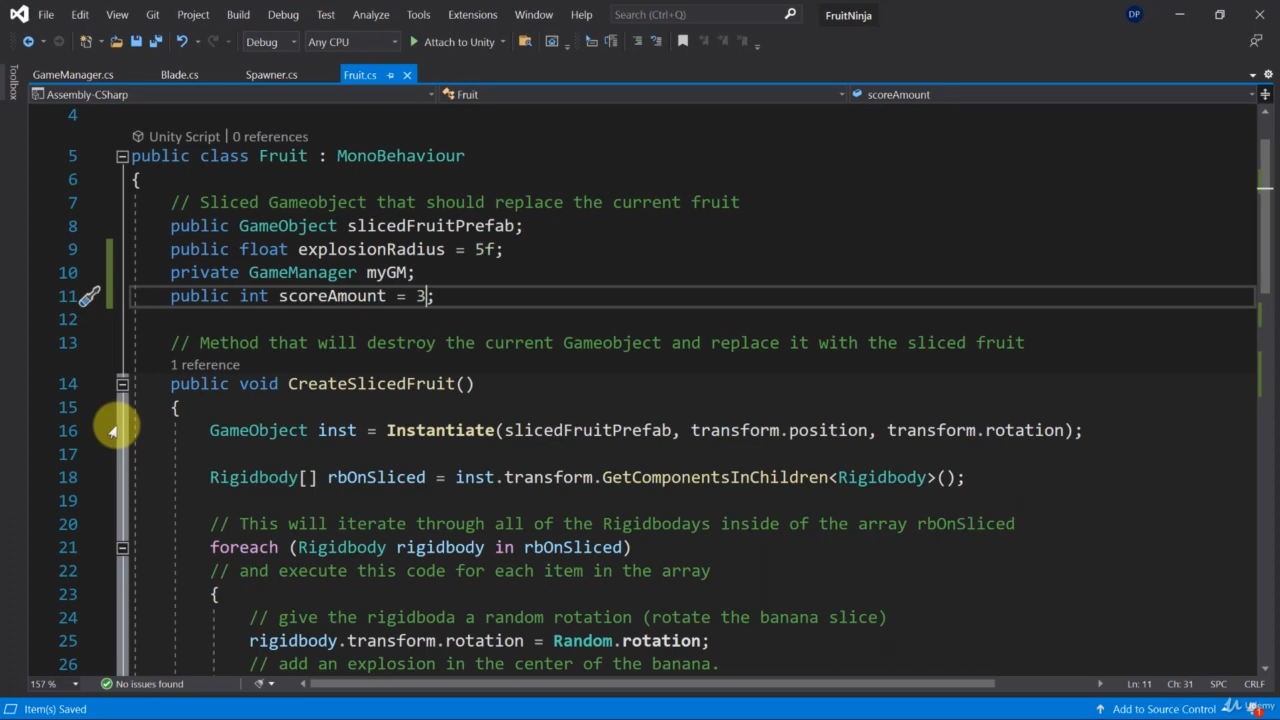 File Edit View Git Project Build Debug Test Analyze Tools Extensions Window Help Search (Ctrl+Q) FruitNinja DP
Debug Any CPU Attach to Unity
GameManager.cs Blade.cs Spawner.cs Fruit.cs
Toolbox
Assembly-CSharp Fruit scoreAmount
4
Unity Script | 0 references
5 public class Fruit : MonoBehaviour
6 {
7 // Sliced Gameobject that should replace the current fruit
8 public GameObject slicedFruitPrefab;
9 public float explosionRadius = 5f;
10 private GameManager myGM;
11 public int scoreAmount = 3;
12
13 // Method that will destroy the current Gameobject and replace it with the sliced fruit
1 reference
14 public void CreateSlicedFruit()
15 {
16 GameObject inst = Instantiate(slicedFruitPrefab, transform.position, transform.rotation);
17
18 Rigidbody[] rbOnSliced = inst.transform.GetComponentsInChildren<Rigidbody>();
19
20 // This will iterate through all of the Rigidbodays inside of the array rbOnSliced
21 foreach (Rigidbody rigidbody in rbOnSliced)
22 // and execute this code for each item in the array
23 {
24 // give the rigidboda a random rotation (rotate the banana slice)
25 rigidbody.transform.rotation = Random.rotation;
26 // add an explosion in the center of the banana.
157 % No issues found Ln: 11 Ch: 31 SPC CRLF
Item(s) Saved Add to Source Control 1
Udemy